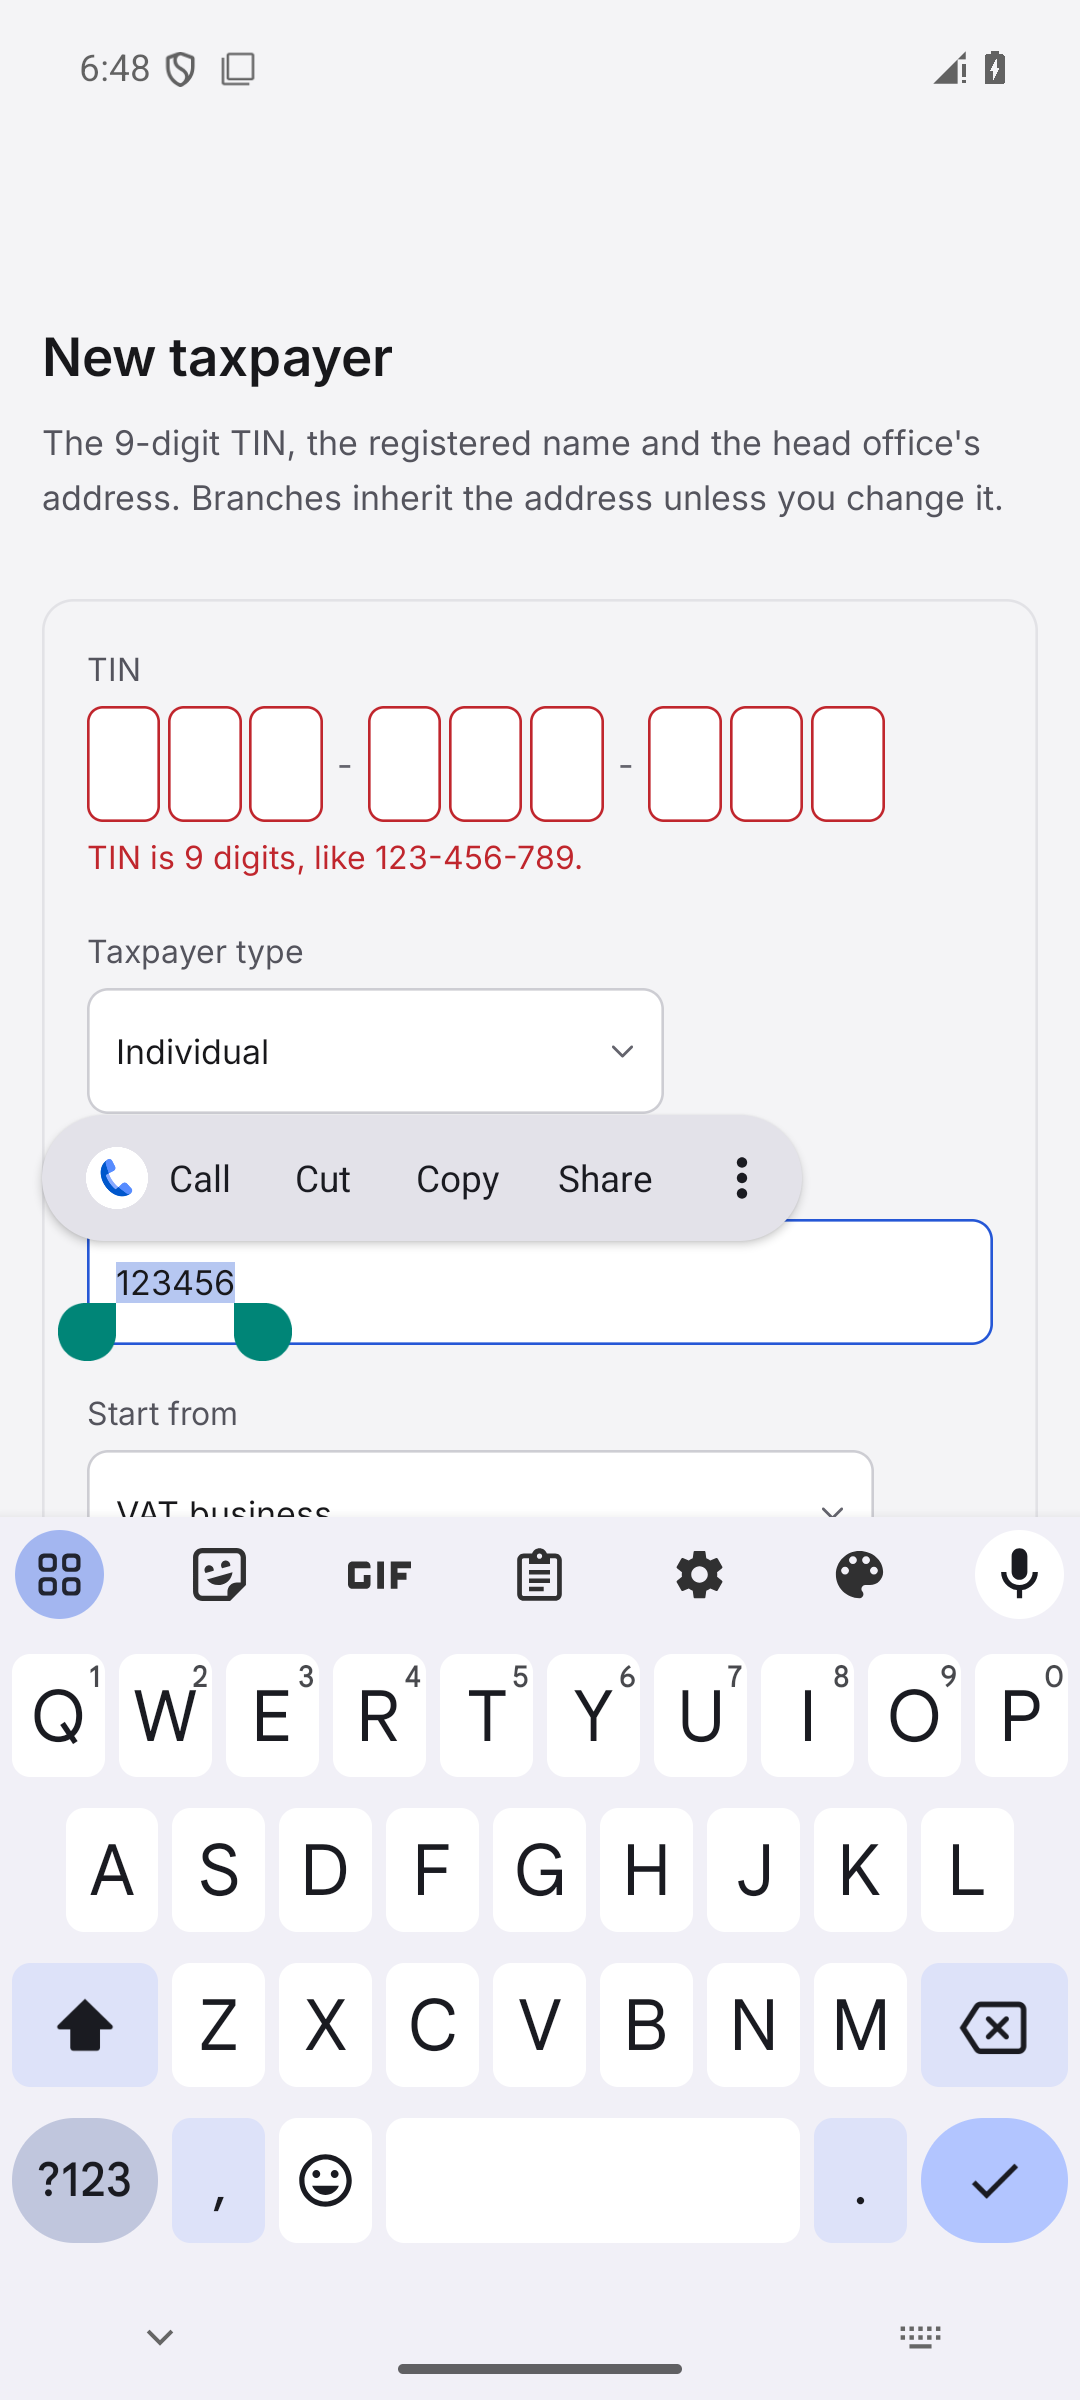 6:48
New taxpayer
The 9-digit TIN, the registered name and the head office's
address. Branches inherit the address unless you change it.
TIN
- -
TIN is 9 digits, like 123-456-789.
Taxpayer type
Individual
Call Cut Copy Share
123456
Start from
VAT business
GIF
Q1 W2 E3 R4 T5 Y6 U7 I8 O9 P0
A S D F G H J K L
Z X C V B N M
?123 , .